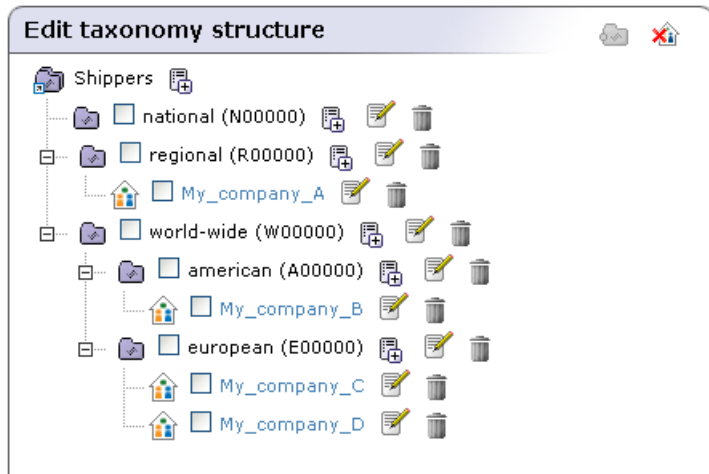 Edit taxonomy structure
Shippers
national (N00000)
regional (R00000)
My_company_A
world-wide (W00000)
american (A00000)
My_company_B
european (E00000)
My_company_C
My_company_D